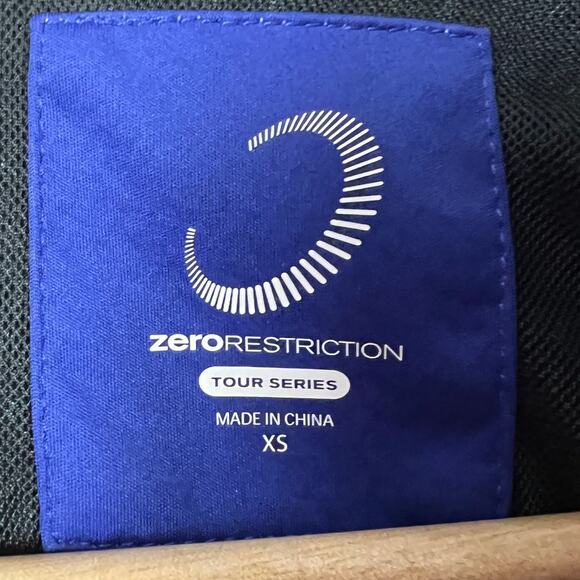 zeroRESTRICTION
TOUR SERIES
MADE IN CHINA
XS